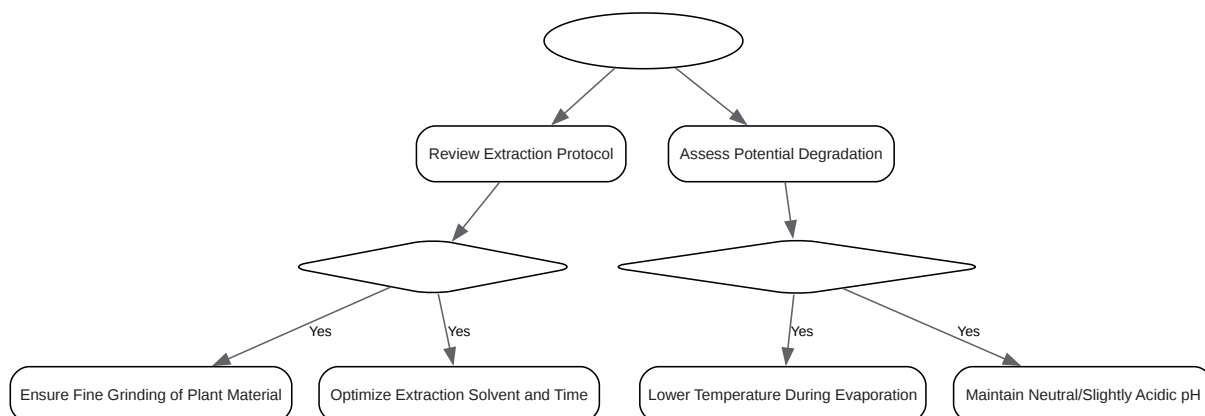 Review Extraction Protocol
Assess Potential Degradation
Yes
Yes
Yes
Yes
Ensure Fine Grinding of Plant Material
Optimize Extraction Solvent and Time
Lower Temperature During Evaporation
Maintain Neutral/Slightly Acidic pH